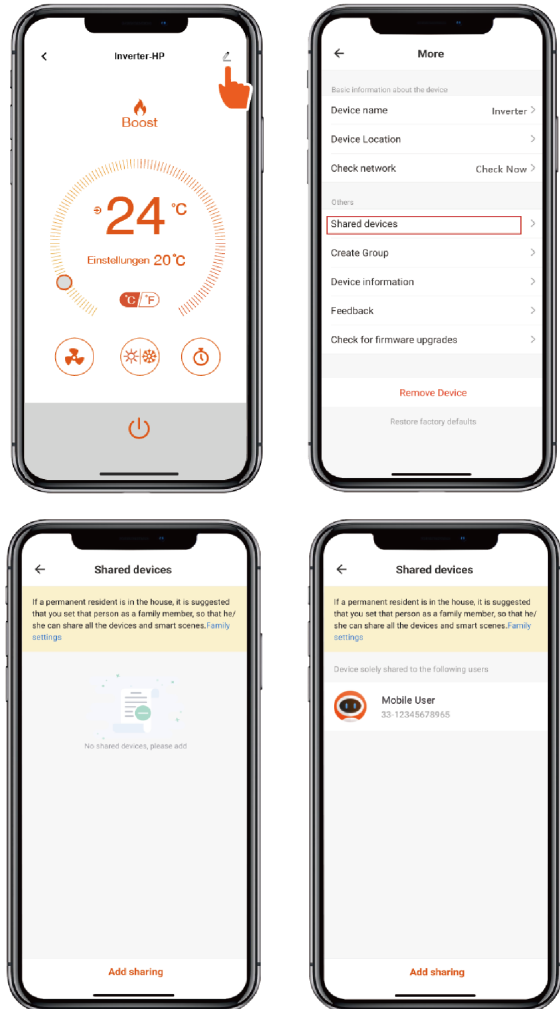 Inverter-HP
Boost
24 °C
Einstellungen 20°C
°C/°F
More
Basic information about the device
Device name Inverter
Device Location
Check network Check Now
Others
Shared devices
Create Group
Device information
Feedback
Check for firmware upgrades
Remove Device
Restore factory defaults
Shared devices
If a permanent resident is in the house, it is suggested
that you set that person as a family member, so that he/
she can share all the devices and smart scenes.Family
settings
No shared devices, please add
Add sharing
Shared devices
If a permanent resident is in the house, it is suggested
that you set that person as a family member, so that he/
she can share all the devices and smart scenes.Family
settings
Device solely shared to the following users
Mobile User
33-12345678965
Add sharing